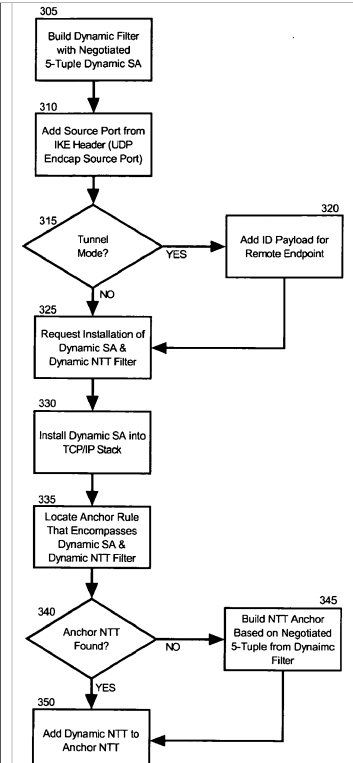 305
Build Dynamic Filter
with Negotiated
5-Tuple Dynamic SA
310
Add Source Port from
IKE Header (UDP
Endcap Source Port)
315
Tunnel
Mode?
YES
NO
320
Add ID Payload for
Remote Endpoint
325
Request Installation of
Dynamic SA &
Dynamic NTT Filter
330
Install Dynamic SA into
TCP/IP Stack
335
Locate Anchor Rule
That Encompasses
Dynamic SA &
Dynamic NTT Filter
340
Anchor NTT
Found?
NO
YES
345
Build NTT Anchor
Based on Negotiated
5-Tuple from Dynaimc
Filter
350
Add Dynamic NTT to
Anchor NTT